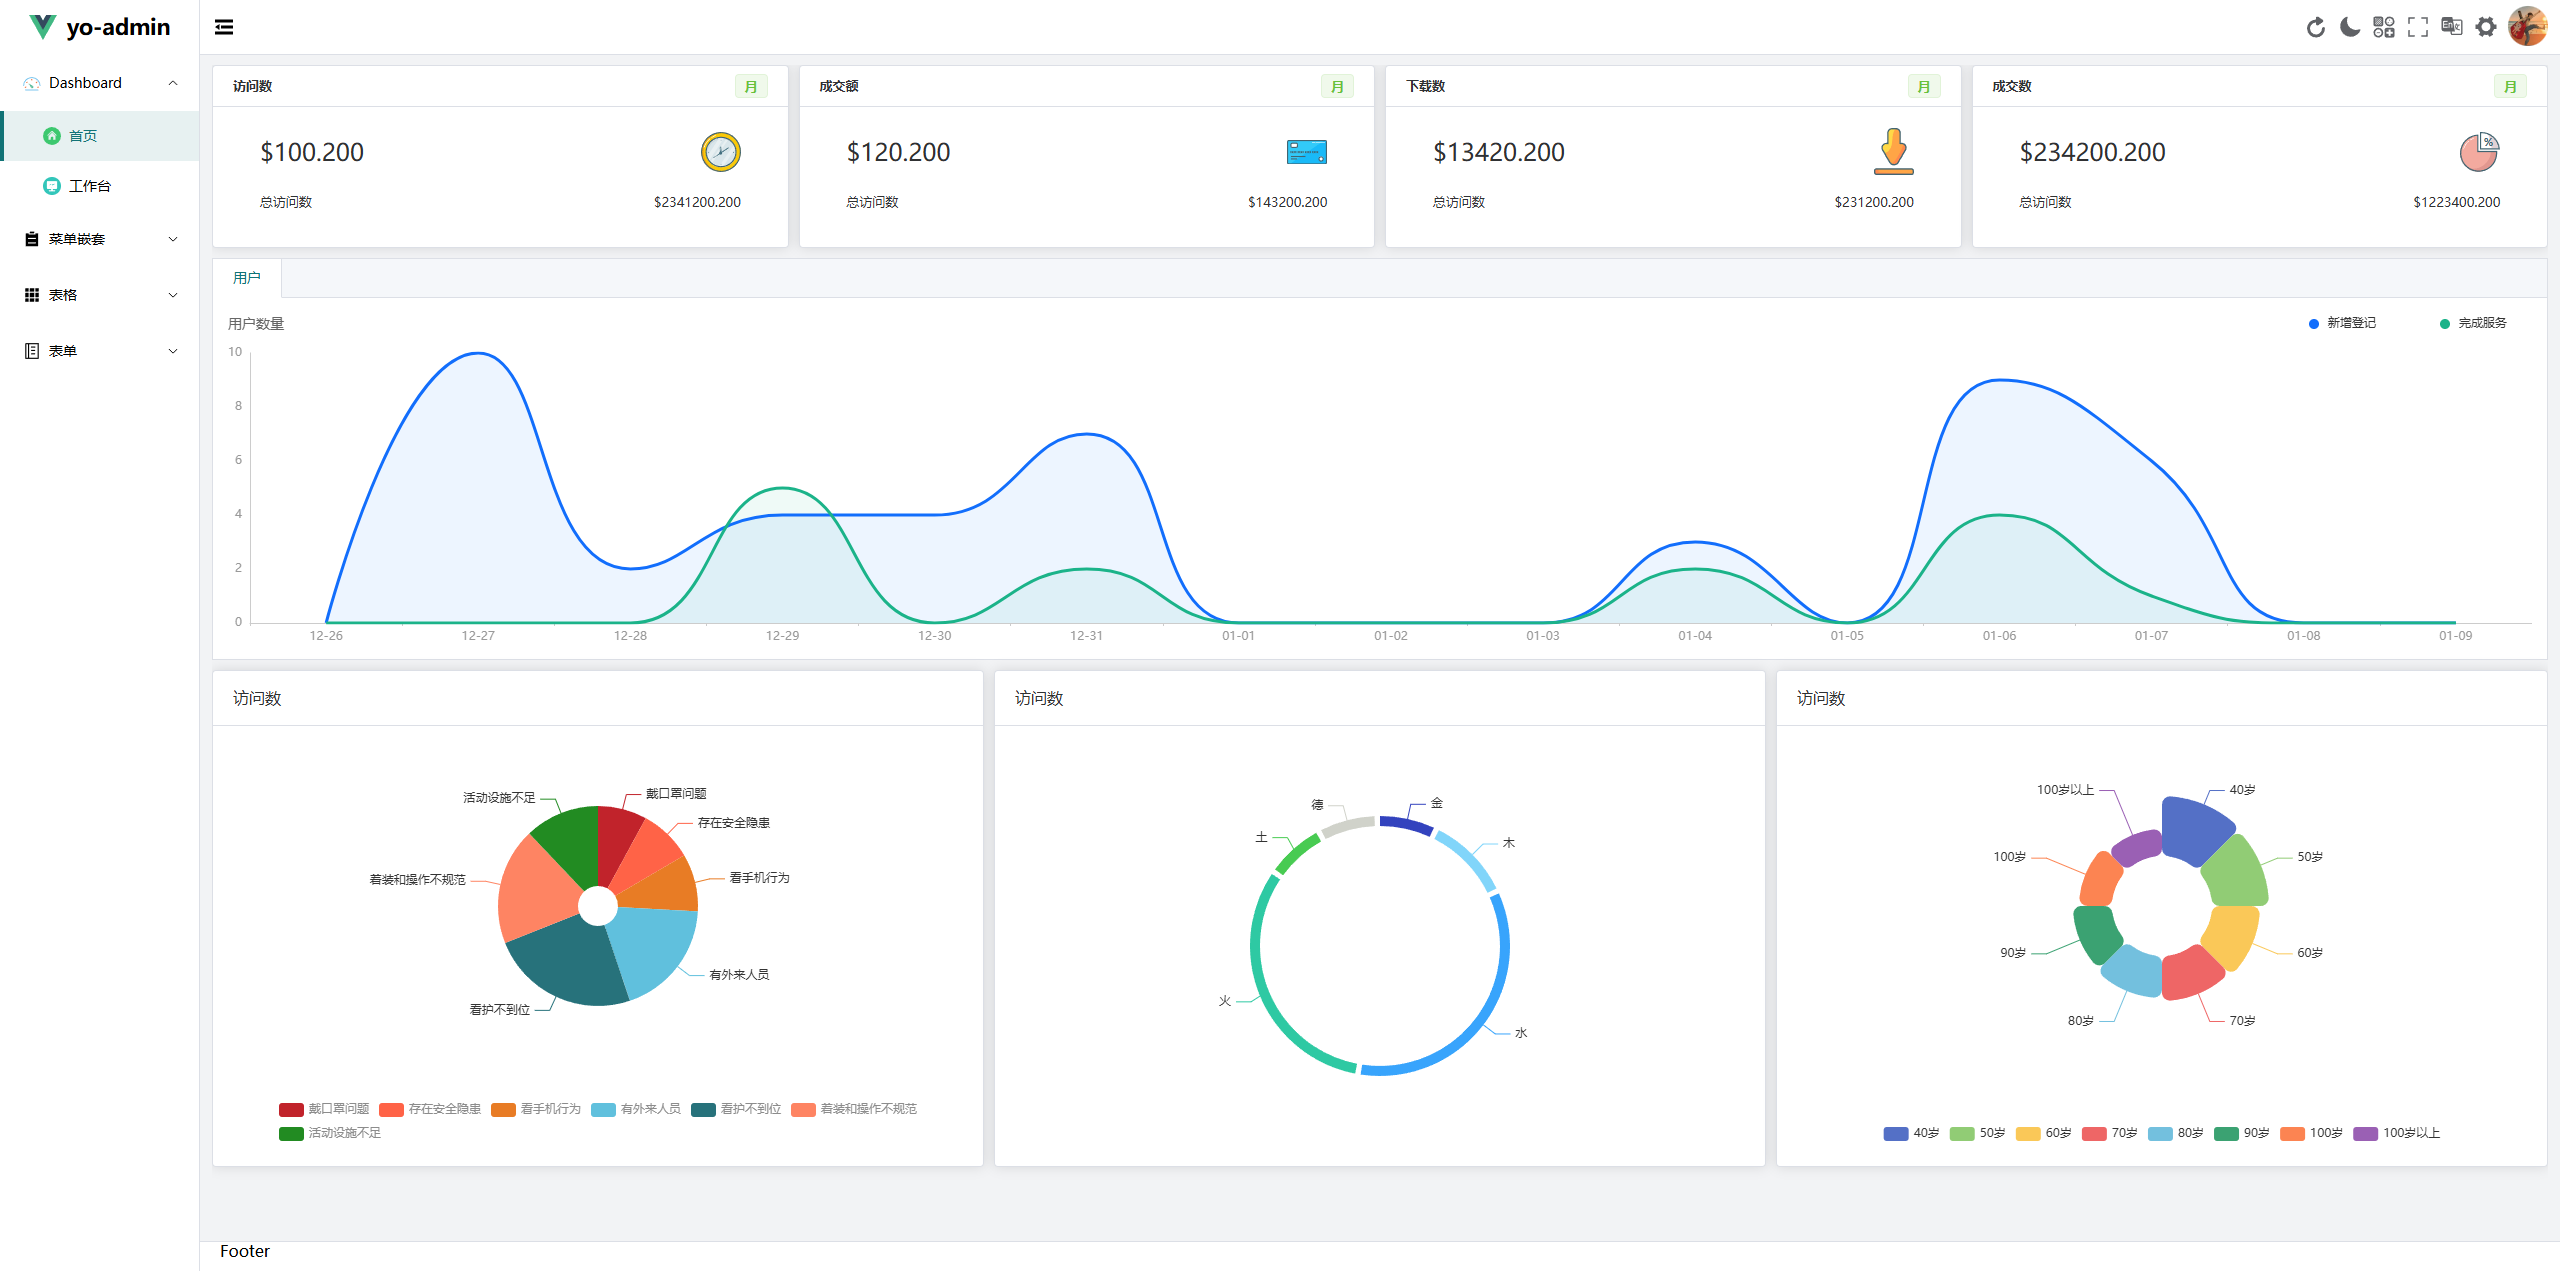 yo-admin
Dashboard
首页
工作台
菜单嵌套
表格
表单
访问数 月
$100.200
总访问数 $2341200.200
成交额 月
$120.200
总访问数 $143200.200
下载数 月
$13420.200
总访问数 $231200.200
成交数 月
%
$234200.200
总访问数 $1223400.200
用户
用户数量
新增登记 完成服务
10
8
6
4
2
0
12-26 12-27 12-28 12-29 12-30 12-31 01-01 01-02 01-03 01-04 01-05 01-06 01-07 01-08 01-09
访问数
活动设施不足 戴口罩问题
存在安全隐患
着装和操作不规范 看手机行为
有外来人员
看护不到位
戴口罩问题 存在安全隐患 看手机行为 有外来人员 看护不到位 着装和操作不规范
活动设施不足
访问数
德 金
土 木
火
水
访问数
100岁以上 40岁
100岁 50岁
90岁 60岁
80岁 70岁
40岁 50岁 60岁 70岁 80岁 90岁 100岁 100岁以上
Footer